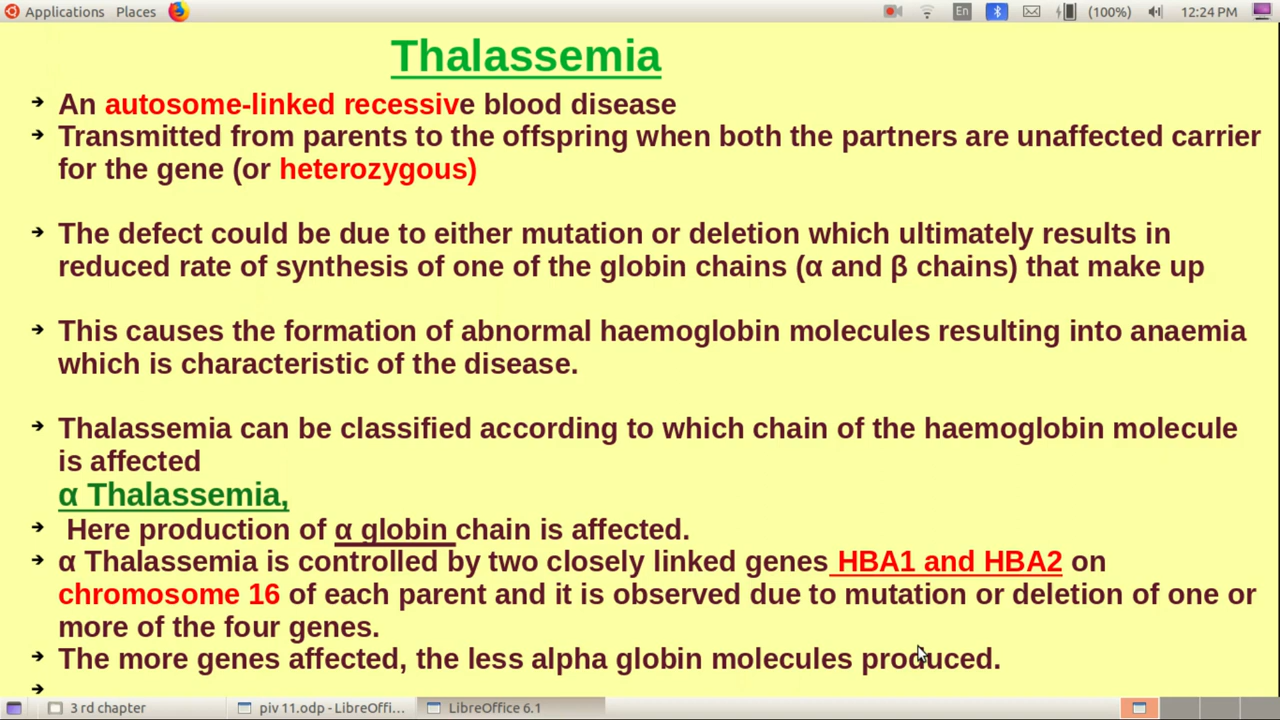 Applications Places En (100%) 12:24 PM
Thalassemia
➔ An autosome-linked recessive blood disease
➔ Transmitted from parents to the offspring when both the partners are unaffected carrier
for the gene (or heterozygous)
➔ The defect could be due to either mutation or deletion which ultimately results in
reduced rate of synthesis of one of the globin chains (α and β chains) that make up
➔ This causes the formation of abnormal haemoglobin molecules resulting into anaemia
which is characteristic of the disease.
➔ Thalassemia can be classified according to which chain of the haemoglobin molecule
is affected
α Thalassemia,
➔ Here production of α globin chain is affected.
➔ α Thalassemia is controlled by two closely linked genes HBA1 and HBA2 on
chromosome 16 of each parent and it is observed due to mutation or deletion of one or
more of the four genes.
➔ The more genes affected, the less alpha globin molecules produced.
➔
3 rd chapter piv 11.odp - LibreOffi... LibreOffice 6.1